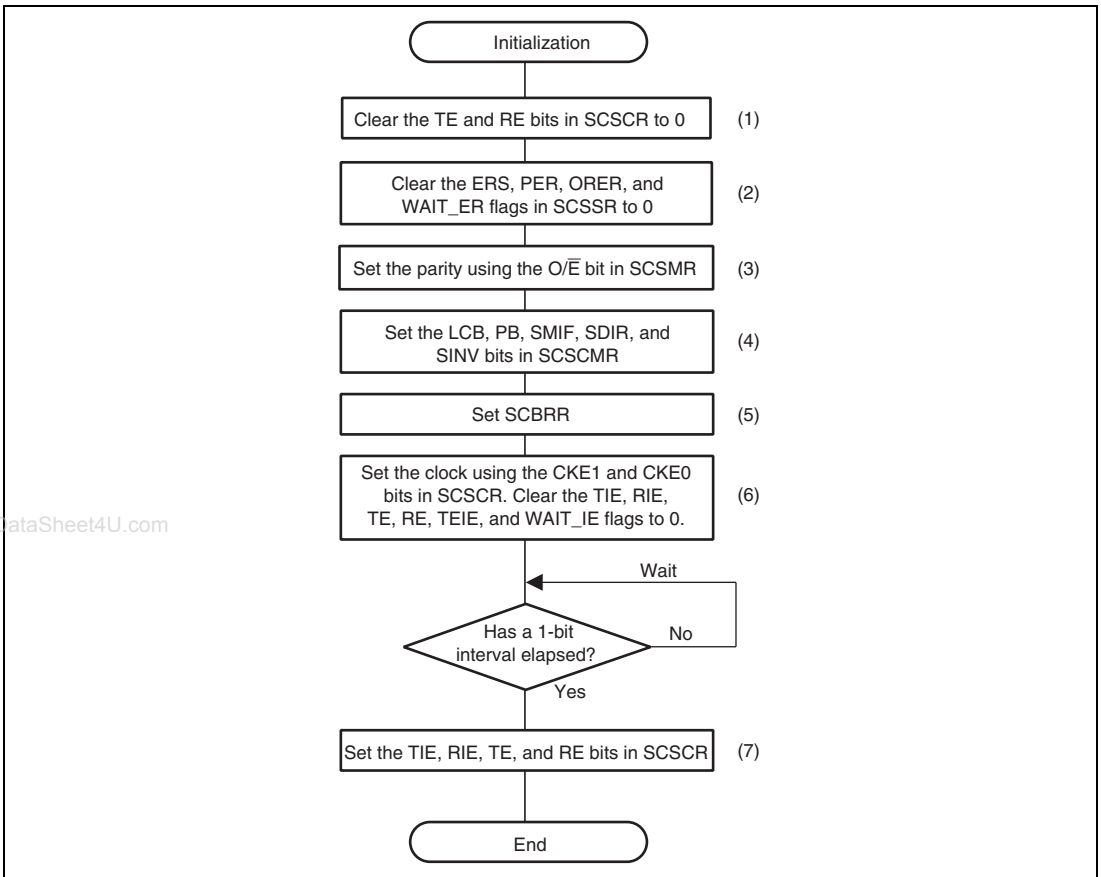 Initialization
Clear the TE and RE bits in SCSCR to 0
(1)
Clear the ERS, PER, ORER, and
WAIT_ER flags in SCSSR to 0
(2)
Set the parity using the O/E̅ bit in SCSMR
(3)
Set the LCB, PB, SMIF, SDIR, and
SINV bits in SCSCMR
(4)
Set SCBRR
(5)
Set the clock using the CKE1 and CKE0
bits in SCSCR. Clear the TIE, RIE,
TE, RE, TEIE, and WAIT_IE flags to 0.
(6)
DataSheet4U.com
Wait
Has a 1-bit
interval elapsed?
No
Yes
Set the TIE, RIE, TE, and RE bits in SCSCR
(7)
End